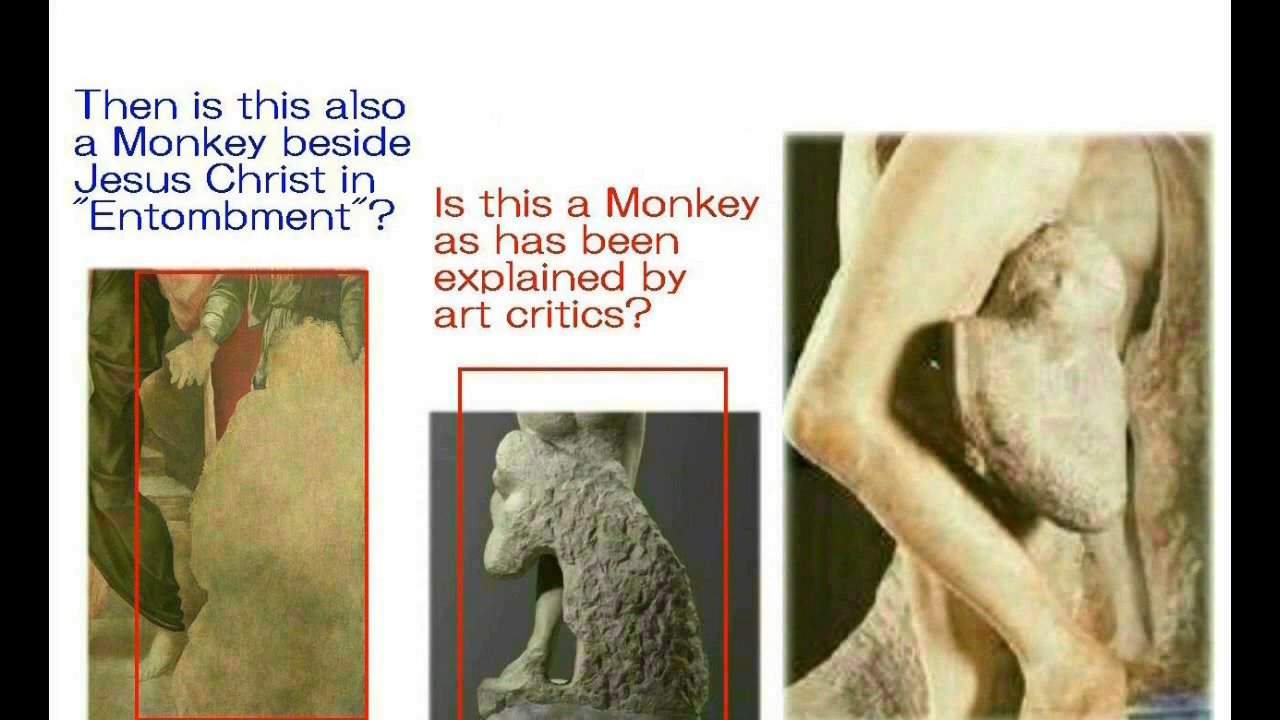 Then is this also
a Monkey beside
Jesus Christ in
"Entombment"?
Is this a Monkey
as has been
explained by
art critics?